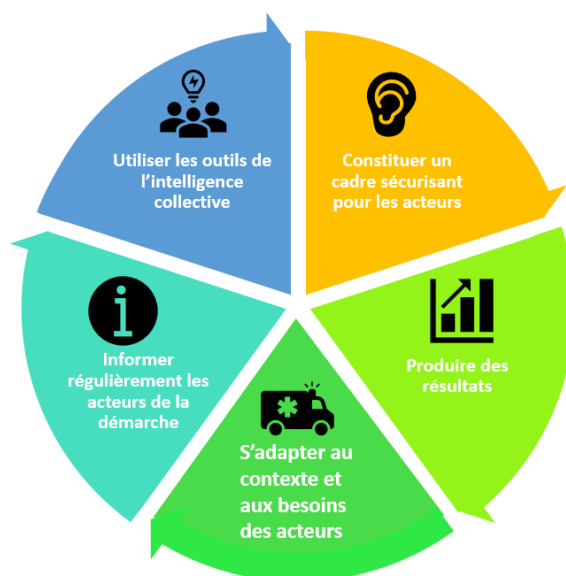 Utiliser les outils de
l’intelligence
collective
Constituer un
cadre sécurisant
pour les acteurs
Produire des
résultats
S’adapter au
contexte et
aux besoins
des acteurs
Informer
régulièrement les
acteurs de la
démarche